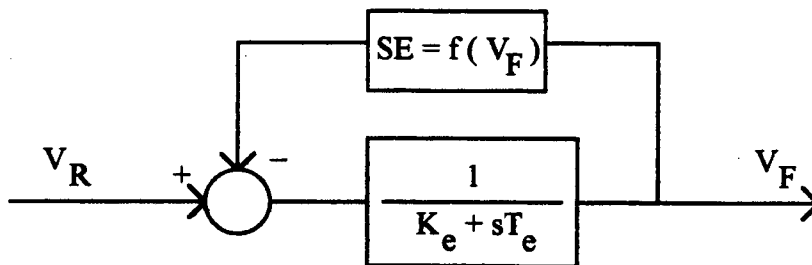 SE = f ( V_F )
V_R
+
−
1
K_e + sT_e
V_F